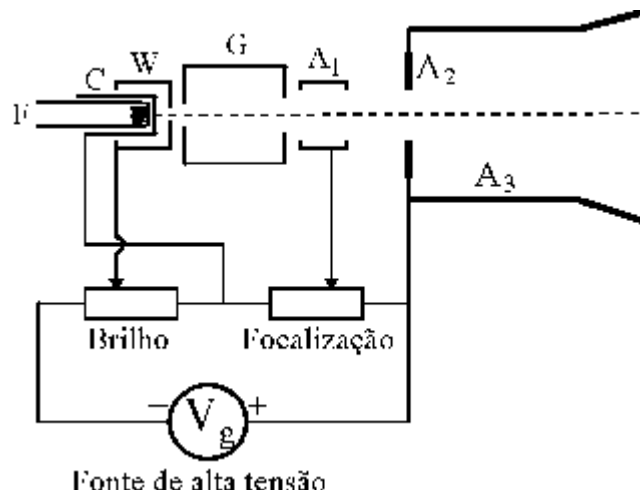 G
W
A1
C
A2
F
A3
Brilho
Focalização
− Vg +
Fonte de alta tensão